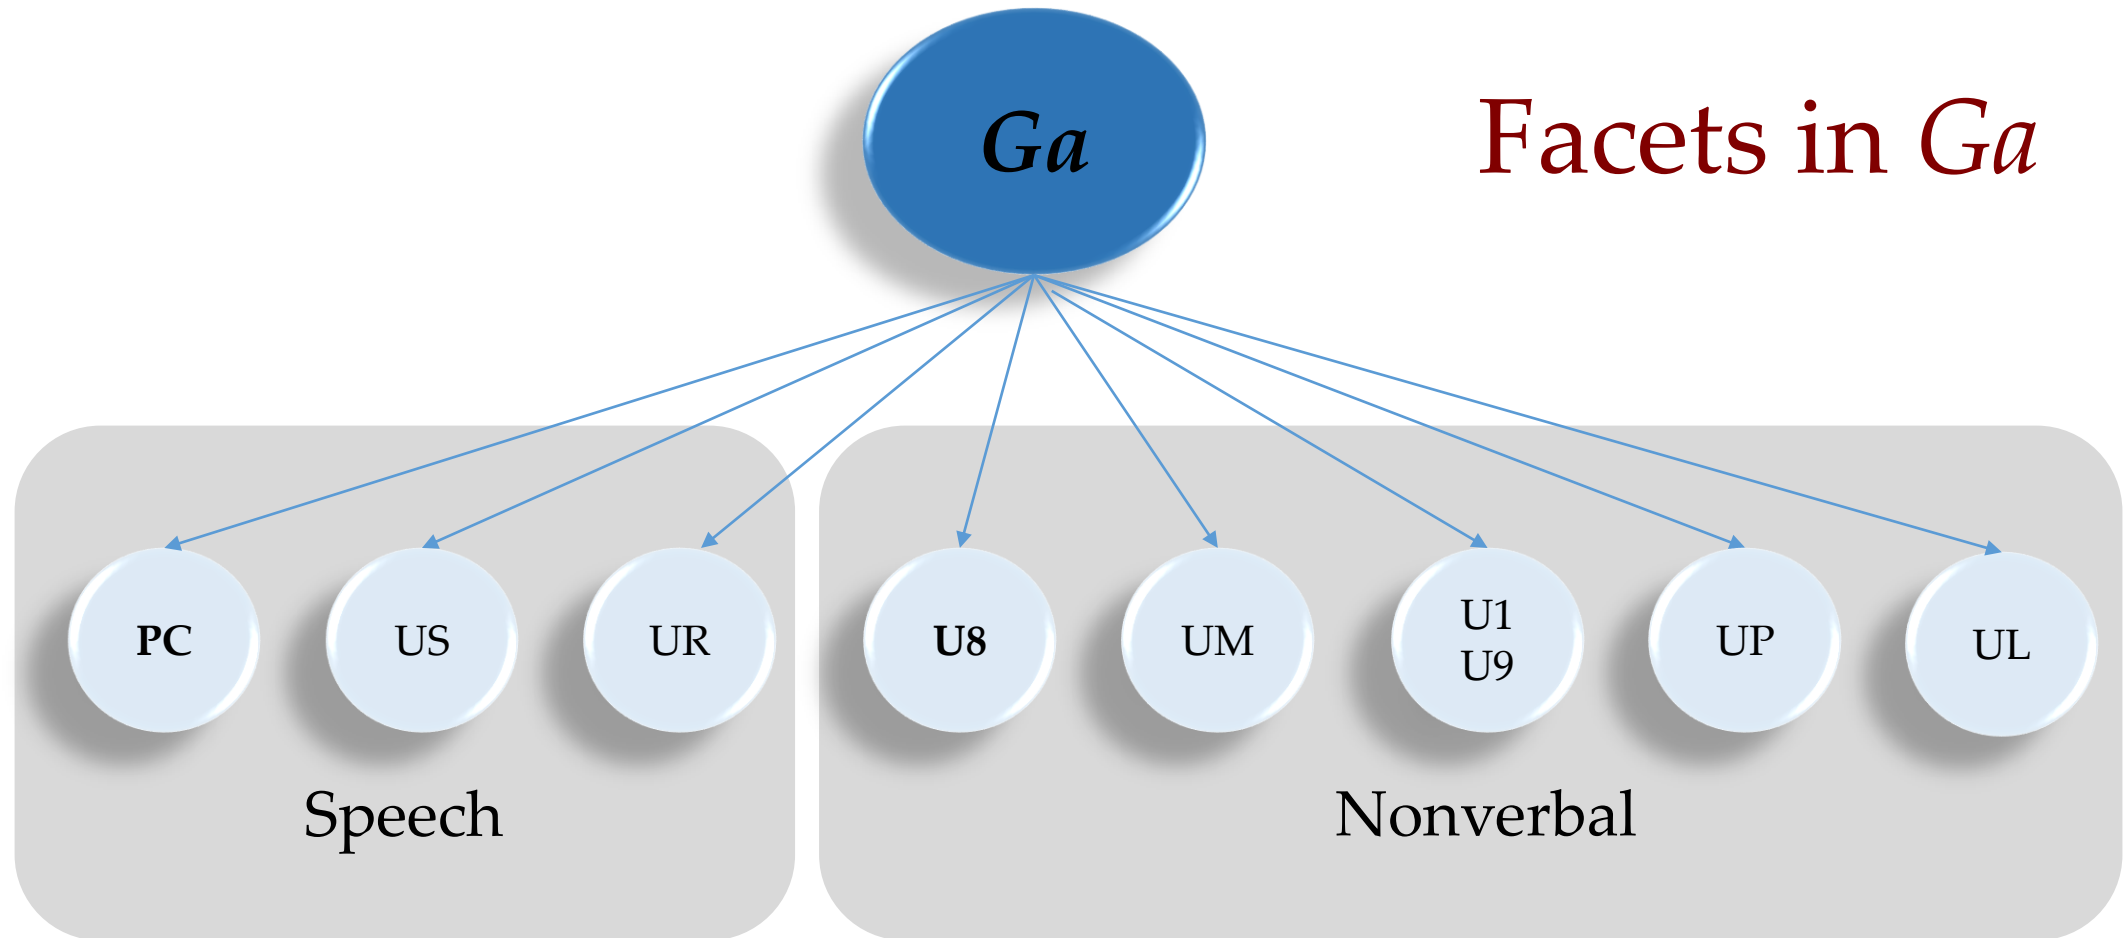 Ga
Facets in Ga
PC
US
UR
U8
UM
U1
U9
UP
UL
Speech
Nonverbal